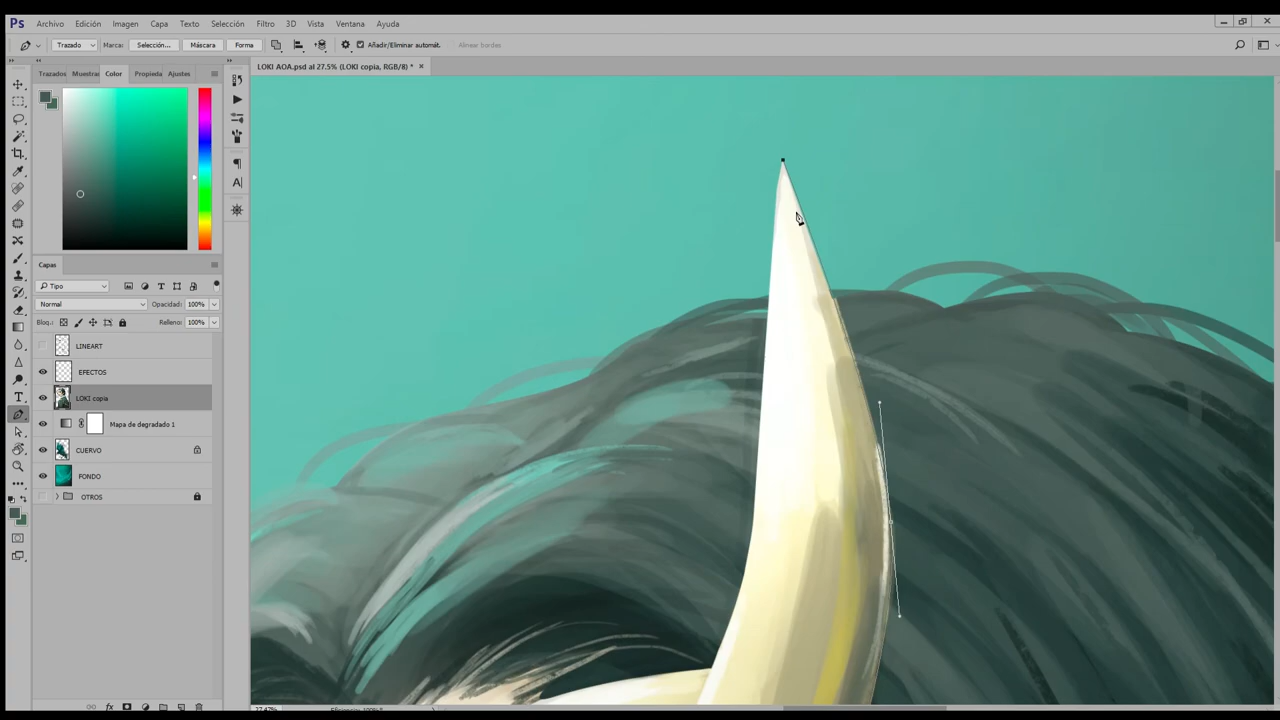 Ps Archivo Edición Imagen Capa Texto Selección Filtro 3D Vista Ventana Ayuda
Trazado Marca: Selección... Máscara Forma Añadir/Eliminar automát. Alinear bordes
Trazados Muestras Color Propieda Ajustes
LOKI AOA.psd al 27.5% (LOKI copia, RGB/8) * ×
Capas
Tipo
Normal Opacidad: 100%
Bloq.: Relleno: 100%
LINEART
EFECTOS
LOKI copia
Mapa de degradado 1
CUERVO
FONDO
OTROS